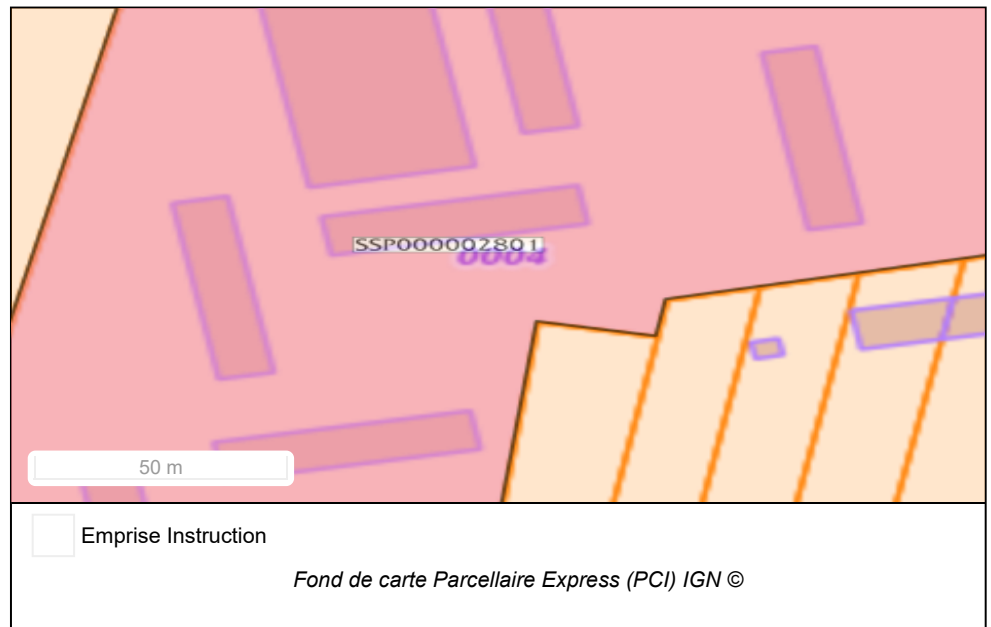 SSP000002801
0004
50 m
Emprise Instruction
Fond de carte Parcellaire Express (PCI) IGN ©